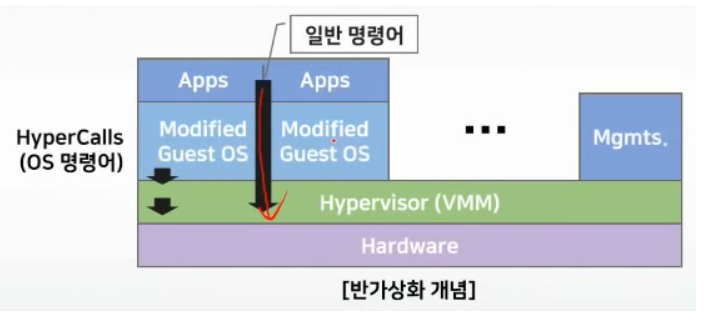 일반 명령어
Apps
Apps
HyperCalls
(OS 명령어)
Modified
Guest OS
Modified
Guest OS
...
Mgmts.
Hypervisor (VMM)
Hardware
[반가상화 개념]